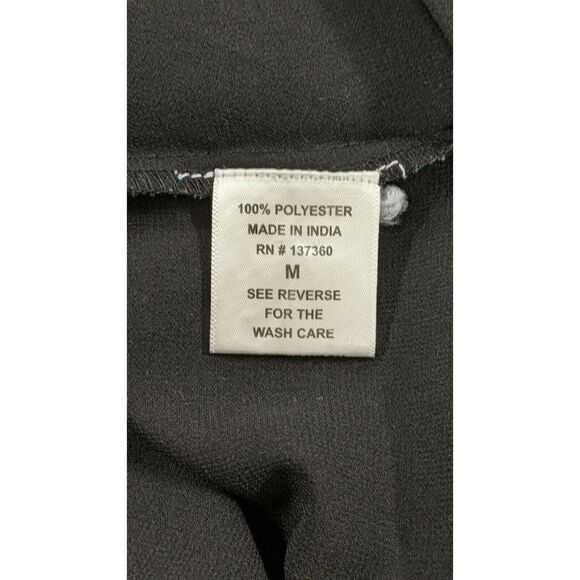 100% POLYESTER
MADE IN INDIA
RN # 137360
M
SEE REVERSE
FOR THE
WASH CARE